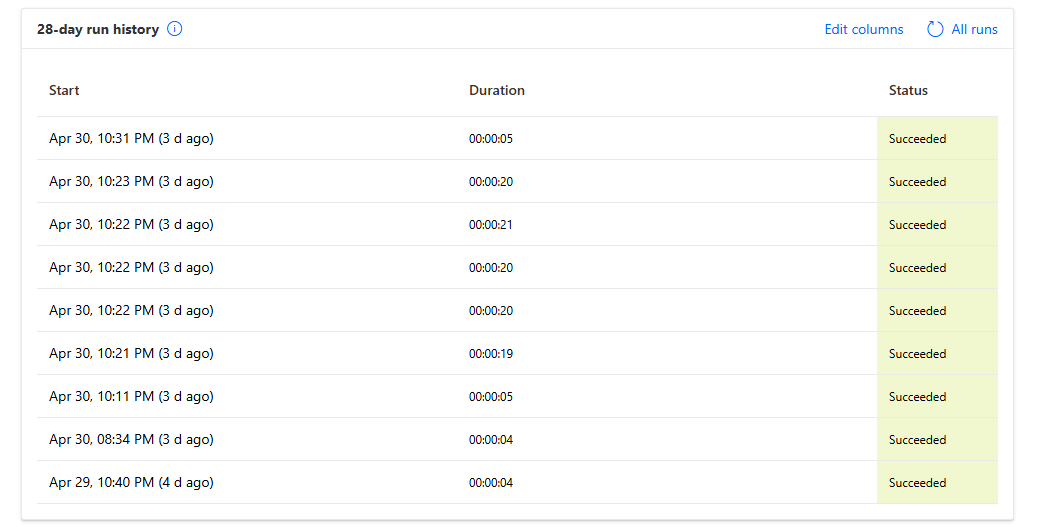 28-day run history Edit columns All runs
Start Duration Status
Apr 30, 10:31 PM (3 d ago) 00:00:05 Succeeded
Apr 30, 10:23 PM (3 d ago) 00:00:20 Succeeded
Apr 30, 10:22 PM (3 d ago) 00:00:21 Succeeded
Apr 30, 10:22 PM (3 d ago) 00:00:20 Succeeded
Apr 30, 10:22 PM (3 d ago) 00:00:20 Succeeded
Apr 30, 10:21 PM (3 d ago) 00:00:19 Succeeded
Apr 30, 10:11 PM (3 d ago) 00:00:05 Succeeded
Apr 30, 08:34 PM (3 d ago) 00:00:04 Succeeded
Apr 29, 10:40 PM (4 d ago) 00:00:04 Succeeded